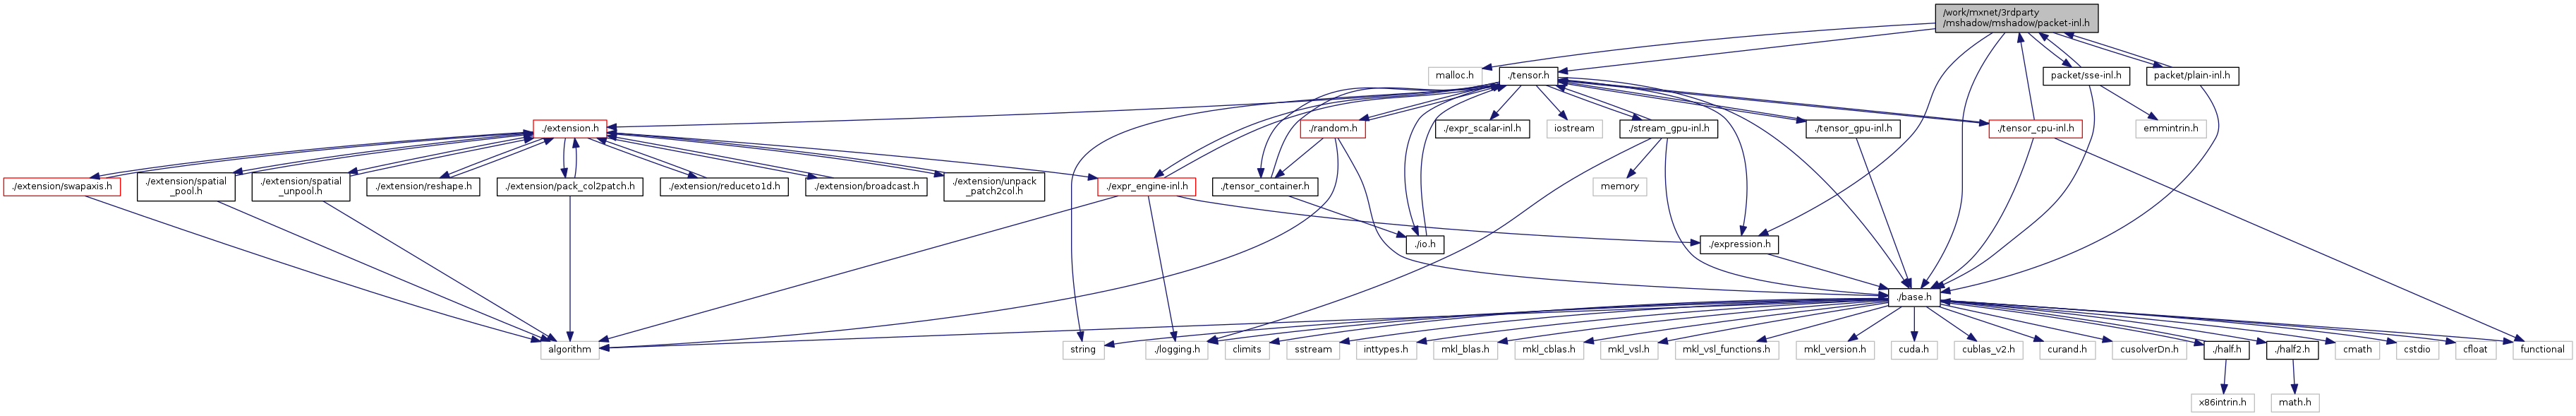 /work/mxnet/3rdparty
/mshadow/mshadow/packet-inl.h
malloc.h
./tensor.h
packet/sse-inl.h
packet/plain-inl.h
./extension.h
./random.h
./expr_scalar-inl.h
iostream
./stream_gpu-inl.h
./tensor_gpu-inl.h
./tensor_cpu-inl.h
emmintrin.h
./extension/swapaxis.h
./extension/spatial
_pool.h
./extension/spatial
_unpool.h
./extension/reshape.h
./extension/pack_col2patch.h
./extension/reduceto1d.h
./extension/broadcast.h
./extension/unpack
_patch2col.h
./expr_engine-inl.h
./tensor_container.h
memory
./io.h
./expression.h
./base.h
algorithm
string
./logging.h
climits
sstream
inttypes.h
mkl_blas.h
mkl_cblas.h
mkl_vsl.h
mkl_vsl_functions.h
mkl_version.h
cuda.h
cublas_v2.h
curand.h
cusolverDn.h
./half.h
./half2.h
cmath
cstdio
cfloat
functional
x86intrin.h
math.h